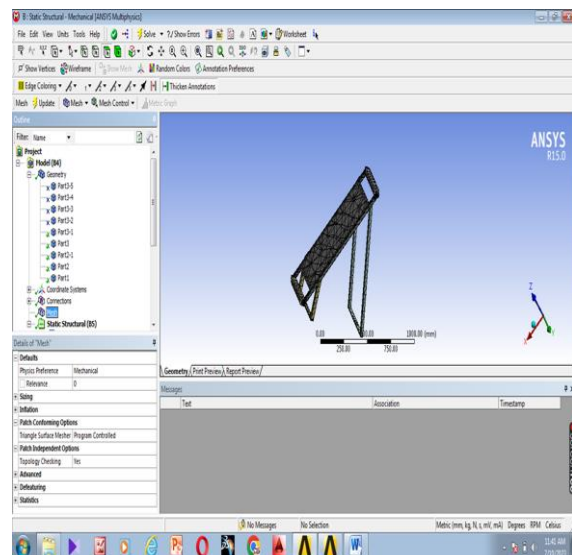 B: Static Structural - Mechanical [ANSYS Multiphysics]
File Edit View Units Tools Help Solve ?/Show Errors Worksheet
Show Vertices Wireframe Show Mesh Random Colors Annotation Preferences
Edge Coloring Thicken Annotations
Mesh Update Mesh Mesh Control Metric Graph
Outline
Filter: Name
Project
Model (B4)
Geometry
Part3-5
Part3-4
Part3-3
Part3-2
Part3-1
Part3
Part2-1
Part2
Part1
Coordinate Systems
Connections
Mesh
Static Structural (B5)
Details of "Mesh"
Defaults
Physics Preference Mechanical
Relevance 0
Sizing
Inflation
Patch Conforming Options
Triangle Surface Mesher Program Controlled
Patch Independent Options
Topology Checking Yes
Advanced
Defeaturing
Statistics
ANSYS
R15.0
Z
X
Y
0.00 1000.00 (mm)
250.00 750.00
Geometry Print Preview Report Preview
Messages
Text Association Timestamp
No Messages No Selection Metric (mm, kg, N, s, mV, mA) Degrees RPM Celsius
11:41 AM